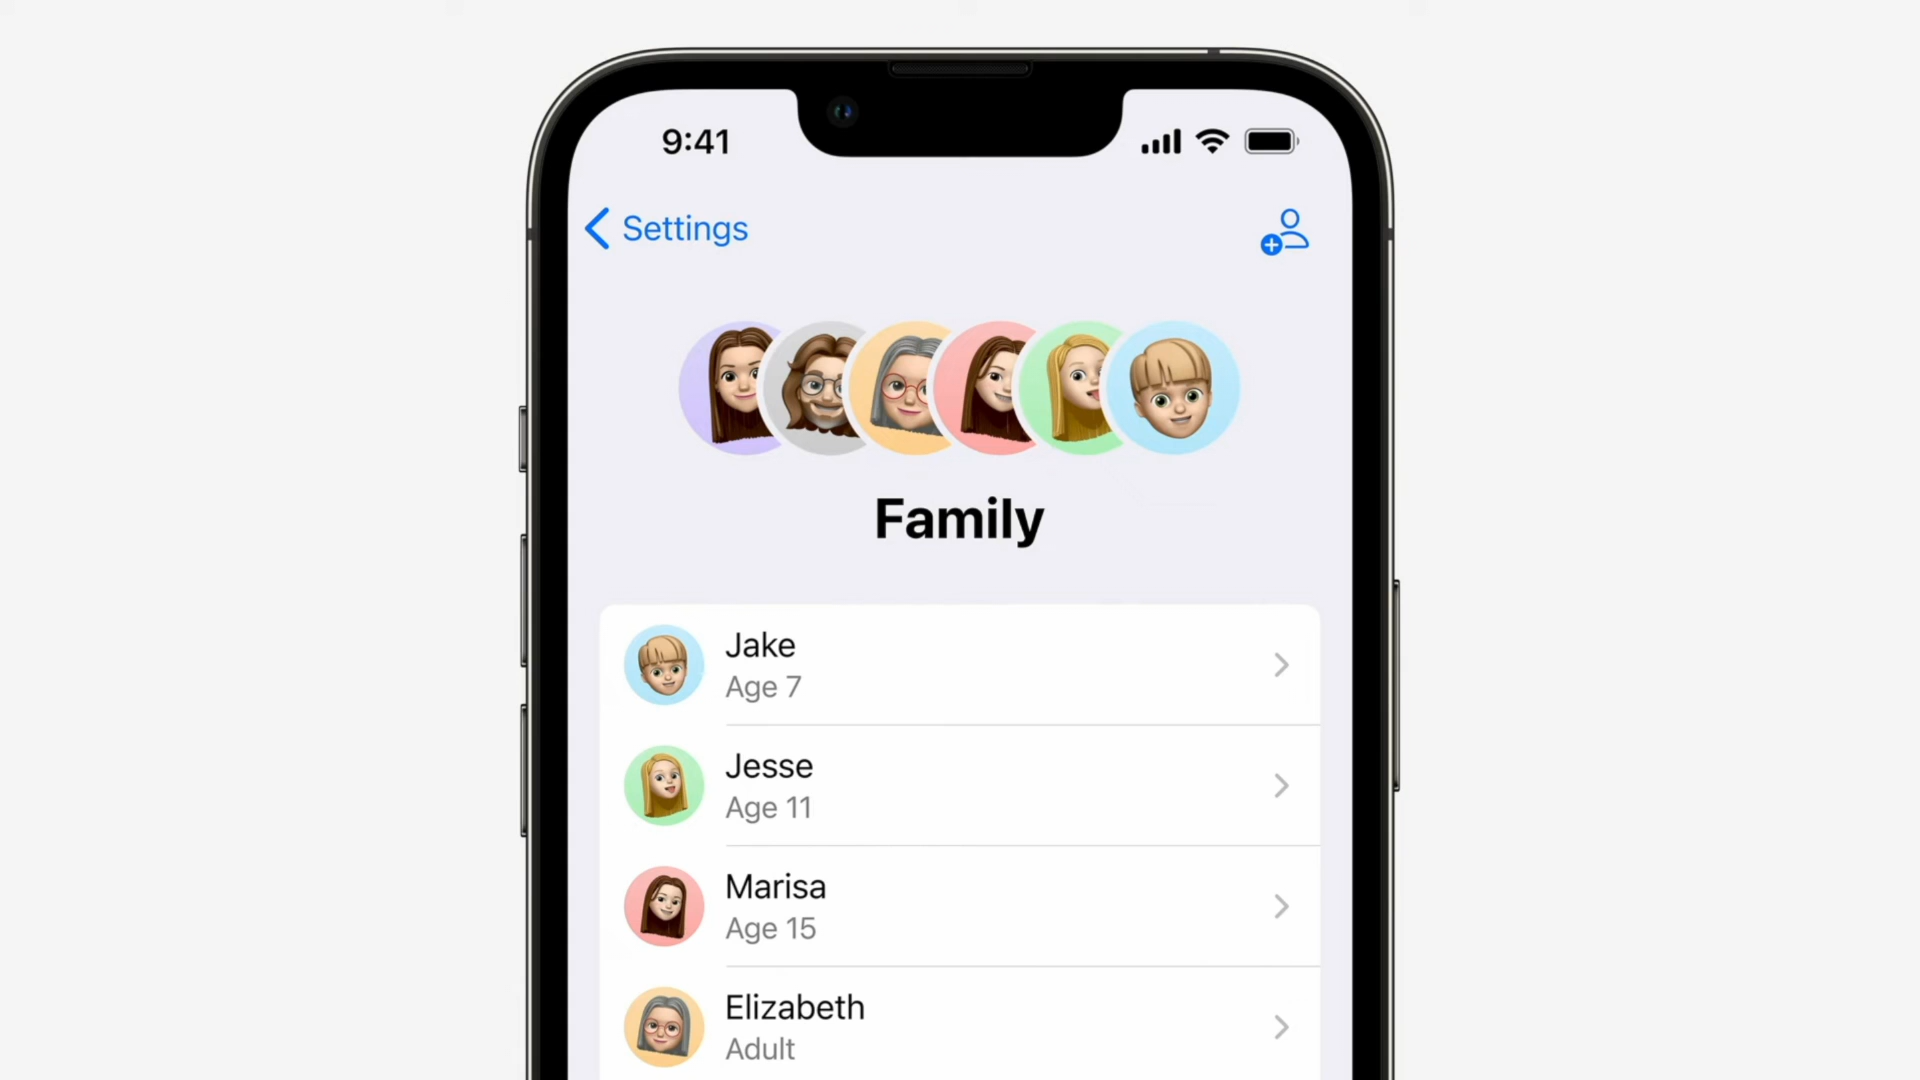 9:41
Settings
Family
Jake
Age 7
Jesse
Age 11
Marisa
Age 15
Elizabeth
Adult